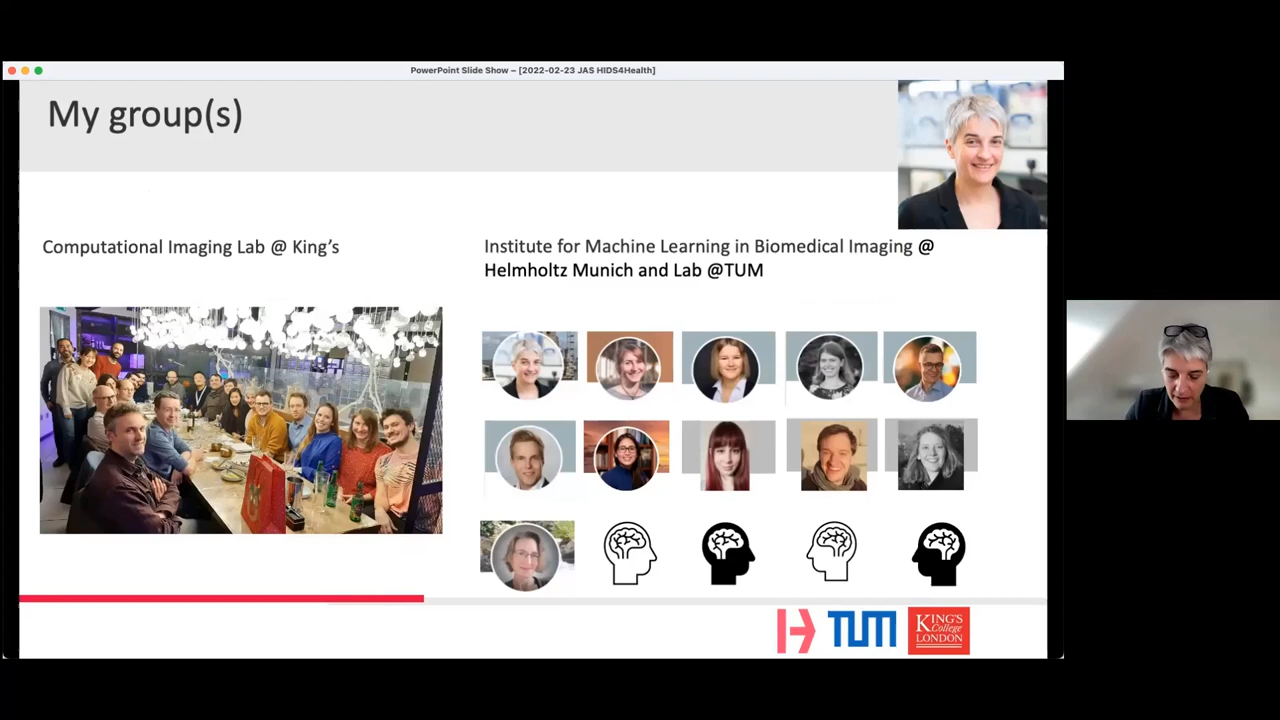 PowerPoint Slide Show – [2022-02-23 JAS HIDS4Health]
My group(s)
Computational Imaging Lab @ King’s
Institute for Machine Learning in Biomedical Imaging @
Helmholtz Munich and Lab @TUM
TUM
KING'S
College
LONDON